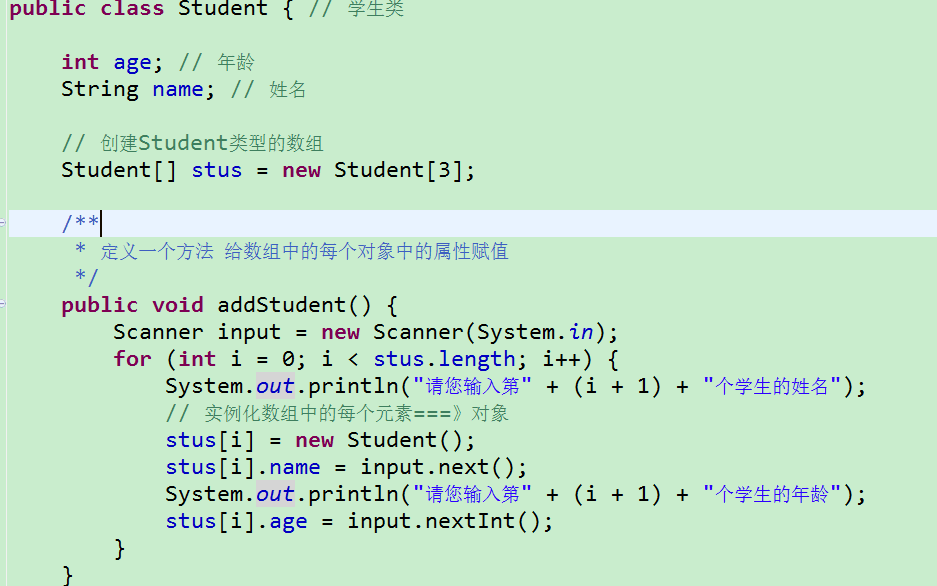 public class Student { // 学生类
int age; // 年龄
String name; // 姓名
// 创建Student类型的数组
Student[] stus = new Student[3];
/**
* 定义一个方法 给数组中的每个对象中的属性赋值
*/
public void addStudent() {
Scanner input = new Scanner(System.in);
for (int i = 0; i < stus.length; i++) {
System.out.println("请您输入第" + (i + 1) + "个学生的姓名");
// 实例化数组中的每个元素===》对象
stus[i] = new Student();
stus[i].name = input.next();
System.out.println("请您输入第" + (i + 1) + "个学生的年龄");
stus[i].age = input.nextInt();
}
}